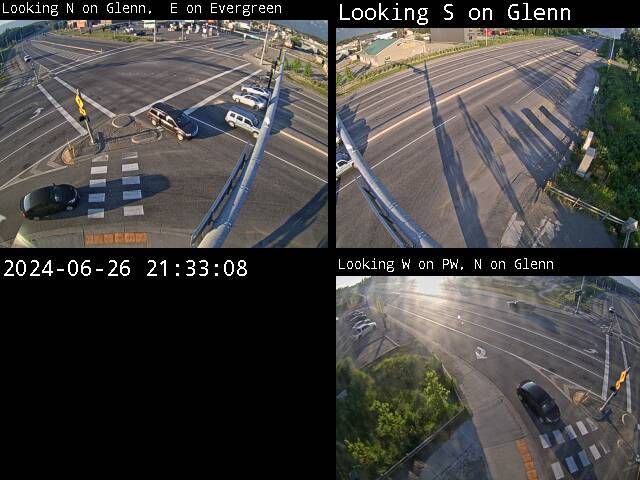 Looking N on Glenn, E on Evergreen
Looking S on Glenn
2024-06-26 21:33:08
Looking W on PW, N on Glenn